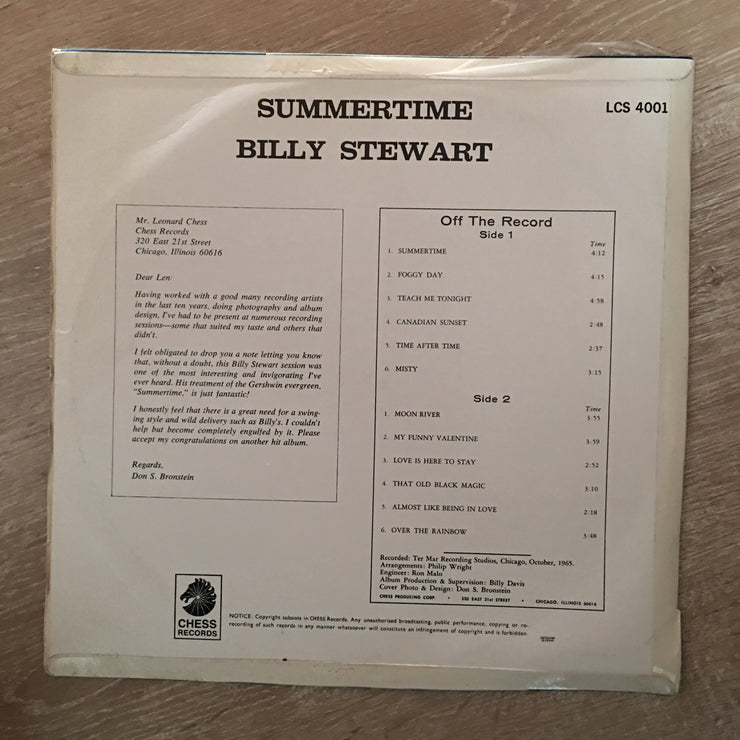 SUMMERTIME
BILLY STEWART
LCS 4001
Mr. Leonard Chess
Chess Records
320 East 21st Street
Chicago, Illinois 60616
Dear Len:
Having worked with a good many recording artists
in the last ten years, doing photography and album
design, I've had to be present at numerous recording
sessions—some that suited my taste and others that
didn't.
I felt obligated to drop you a note letting you know
that, without a doubt, this Billy Stewart session was
one of the most interesting and invigorating I've
ever heard. His treatment of the Gershwin evergreen,
"Summertime," is just fantastic!
I honestly feel that there is a great need for a swing-
ing style and wild delivery such as Billy's. I couldn't
help but become completely engulfed by it. Please
accept my congratulations on another hit album.
Regards,
Don S. Bronstein
Off The Record
Side 1
Time
1. SUMMERTIME 4:12
2. FOGGY DAY 4:15
3. TEACH ME TONIGHT 4:58
4. CANADIAN SUNSET 2:48
5. TIME AFTER TIME 2:37
6. MISTY 3:15
Side 2
Time
1. MOON RIVER 3:55
2. MY FUNNY VALENTINE 3:59
3. LOVE IS HERE TO STAY 2:52
4. THAT OLD BLACK MAGIC 3:10
5. ALMOST LIKE BEING IN LOVE 2:18
6. OVER THE RAINBOW 3:48
Recorded: Ter Mar Recording Studios, Chicago, October, 1965.
Arrangements: Philip Wright
Engineer: Ron Malo
Album Production & Supervision: Billy Davis
Cover Photo & Design: Don S. Bronstein
CHESS PRODUCING CORP. • 320 EAST 21st STREET • CHICAGO, ILLINOIS 60616
CHESS
RECORDS
NOTICE: Copyright subsists in CHESS Records. Any unauthorised broadcasting, public performance, copying or re-
recording of such records in any manner whatsoever will constitute an infringement of copyright and is forbidden.